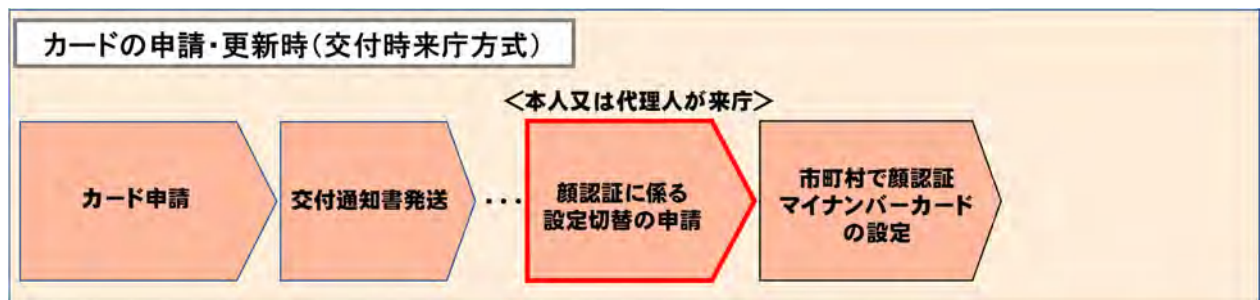 カードの申請・更新時(交付時来庁方式)
<本人又は代理人が来庁>
カード申請
交付通知書発送
・・・
顔認証に係る
設定切替の申請
市町村で顔認証
マイナンバーカード
の設定